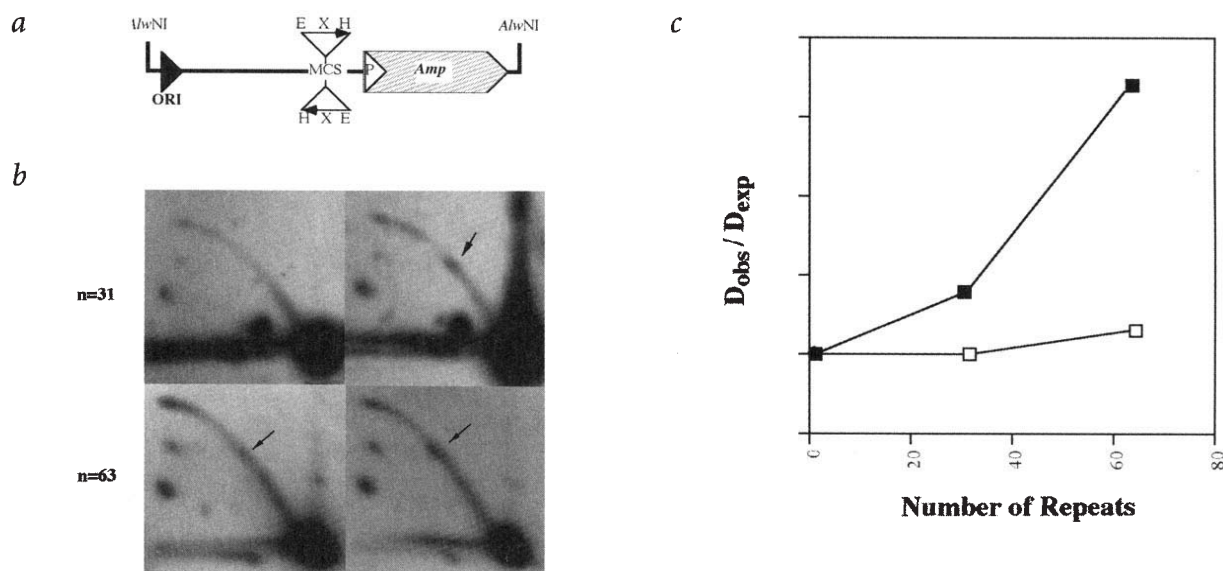 a
AlwNI
E X H
AlwNI
MCS
P
Amp
ORI
H X E
b
n=31
n=63
c
Dobs / Dexp
0
20
40
60
80
Number of Repeats